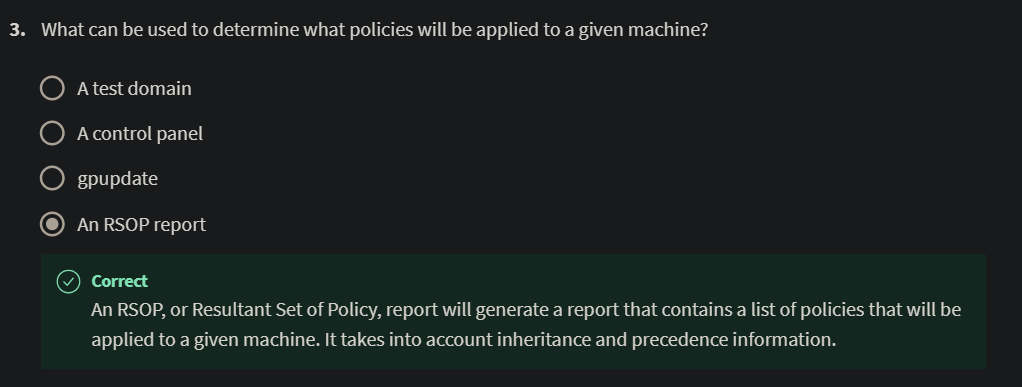 3. What can be used to determine what policies will be applied to a given machine?
A test domain
A control panel
gpupdate
An RSOP report
Correct
An RSOP, or Resultant Set of Policy, report will generate a report that contains a list of policies that will be
applied to a given machine. It takes into account inheritance and precedence information.